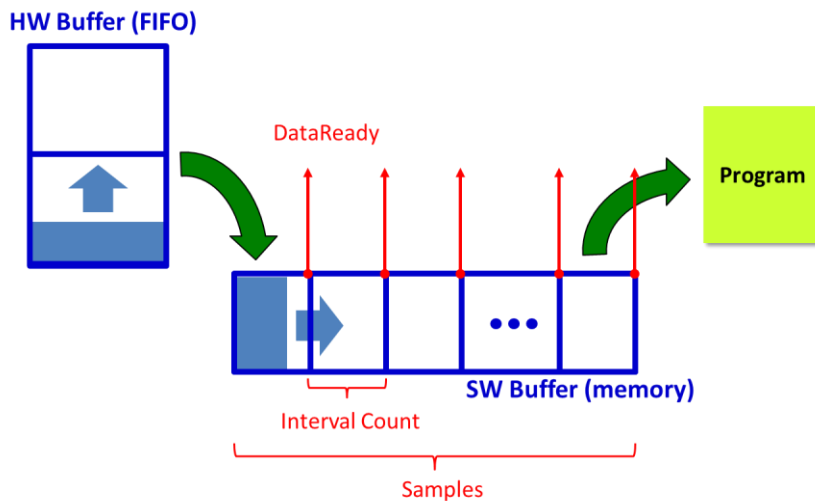 HW Buffer (FIFO)
DataReady
Program
SW Buffer (memory)
Interval Count
Samples